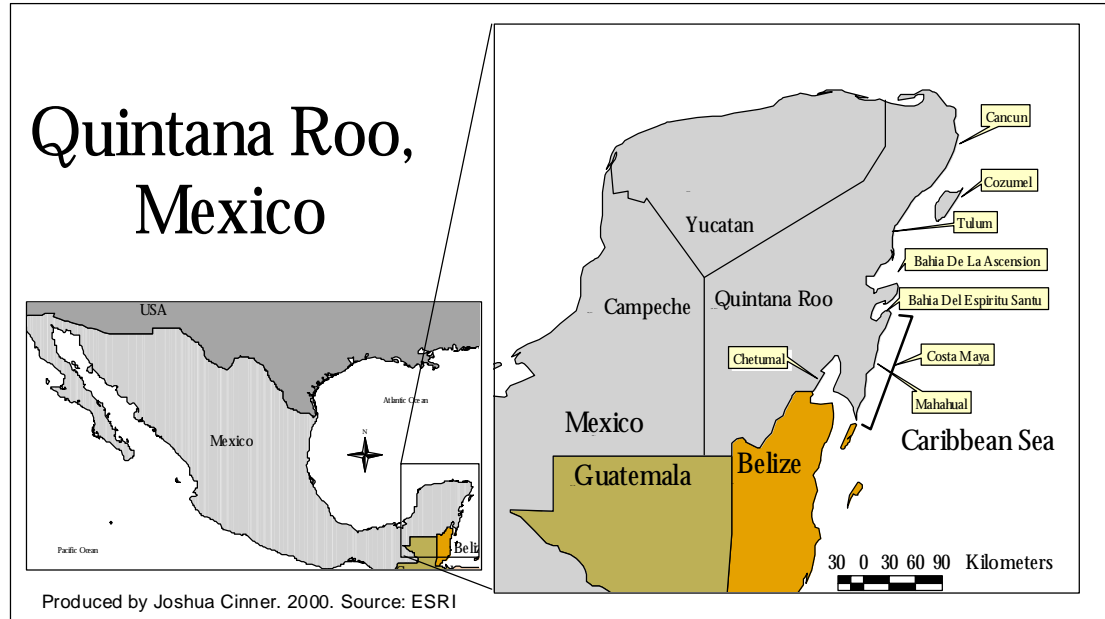 Quintana Roo,
Mexico
USA
Atlantic Ocean
Mexico
N
Pacific Ocean
Beliz
Cancun
Cozumel
Tulum
Bahia De La Ascension
Bahia Del Espiritu Santu
Costa Maya
Mahahual
Chetumal
Yucatan
Campeche
Quintana Roo
Mexico
Guatemala
Belize
Caribbean Sea
30 0 30 60 90 Kilometers
Produced by Joshua Cinner. 2000. Source: ESRI